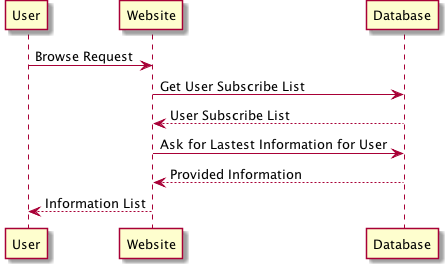 User
Website
Database
Browse Request
Get User Subscribe List
User Subscribe List
Ask for Lastest Information for User
Provided Information
Information List
User
Website
Database